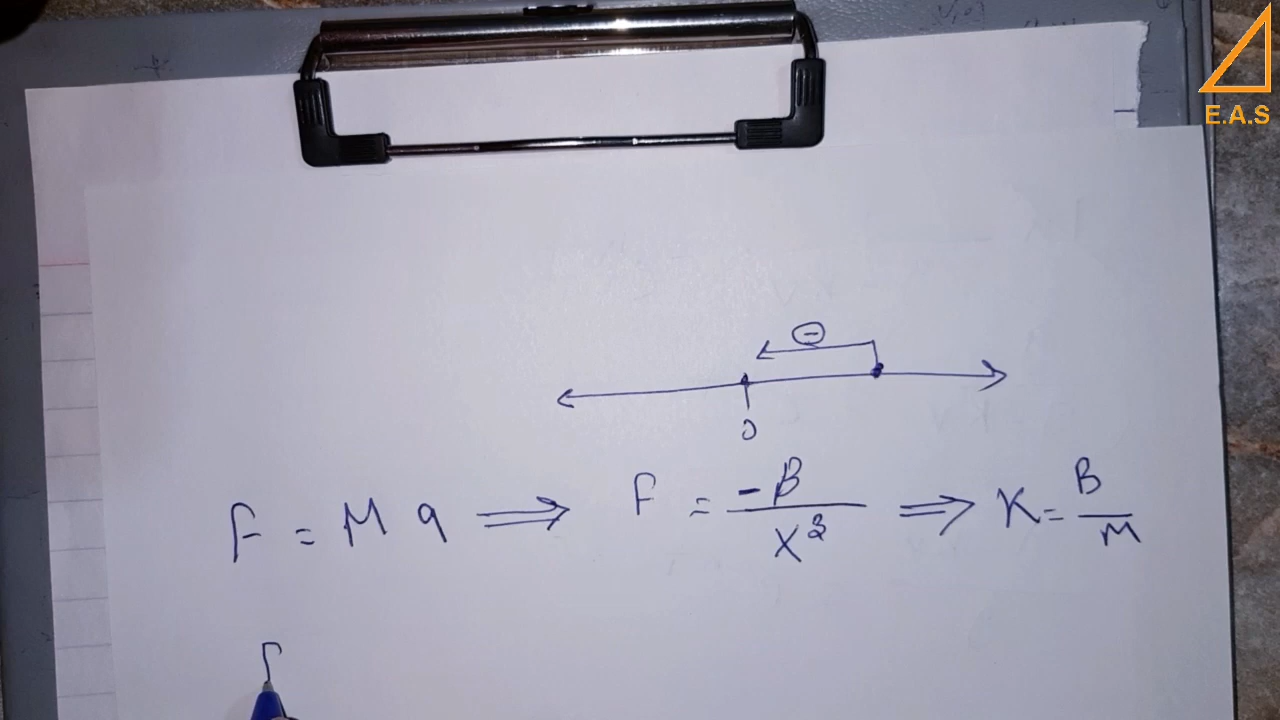 E.A.S
⊖
0
F = M a ⟹ F = -B / x³ ⟹ K = B / M